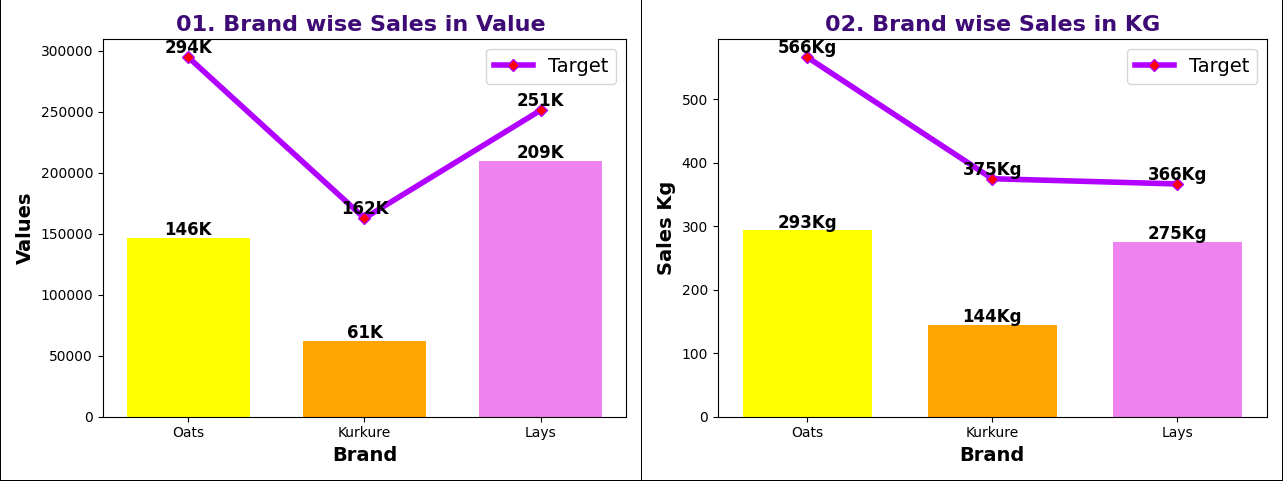 01. Brand wise Sales in Value
300000
250000
200000
150000
100000
50000
0
Values
294K
162K
251K
146K
61K
209K
Target
Oats
Kurkure
Lays
Brand
02. Brand wise Sales in KG
500
400
300
200
100
0
Sales Kg
566Kg
375Kg
366Kg
293Kg
144Kg
275Kg
Target
Oats
Kurkure
Lays
Brand